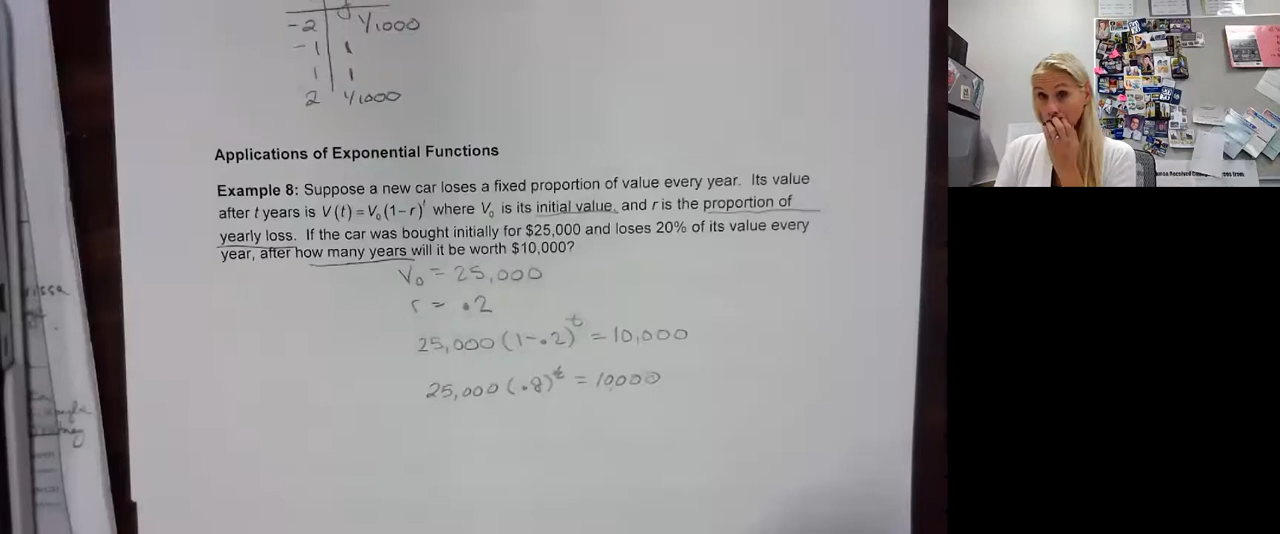 y
-2 1/1000
-1 1
1 1
2 1/1000
Applications of Exponential Functions
Example 8: Suppose a new car loses a fixed proportion of value every year. Its value
after t years is V(t) = V₀(1-r)ᵗ where V₀ is its initial value, and r is the proportion of
yearly loss. If the car was bought initially for $25,000 and loses 20% of its value every
year, after how many years will it be worth $10,000?
V₀ = 25,000
r = .2
25,000 (1-.2)ᵗ = 10,000
25,000 (.8)ᵗ = 10,000